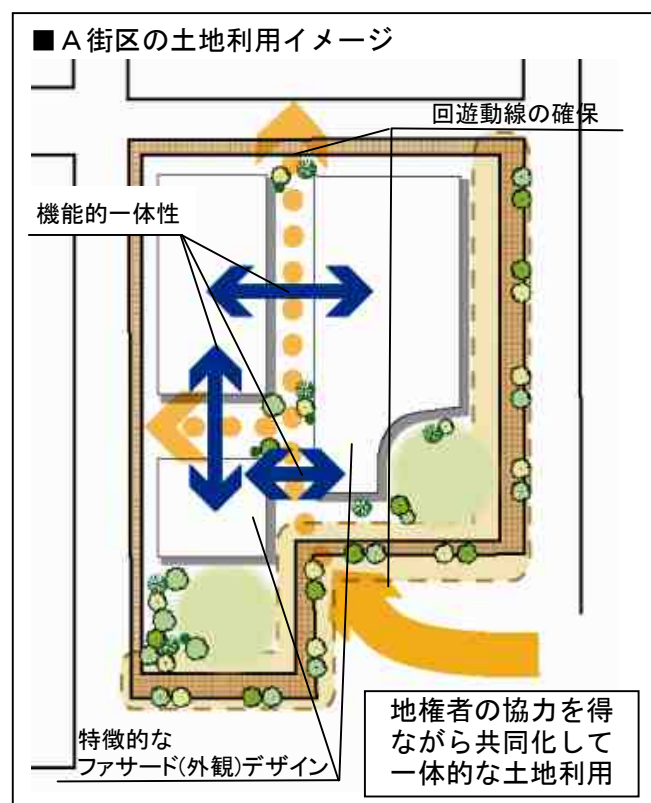 ■A街区の土地利用イメージ
回遊動線の確保
機能的一体性
特徴的な
ファサード(外観)デザイン
地権者の協力を得
ながら共同化して
一体的な土地利用